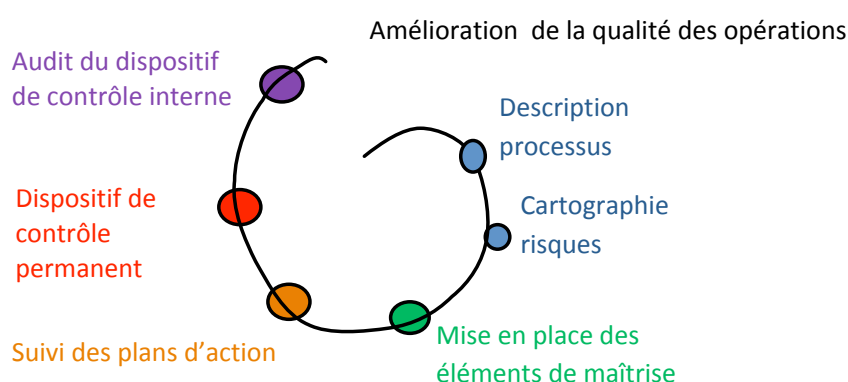 Amélioration de la qualité des opérations
Audit du dispositif
de contrôle interne
Description
processus
Dispositif de
contrôle
permanent
Cartographie
risques
Suivi des plans d’action
Mise en place des
éléments de maîtrise